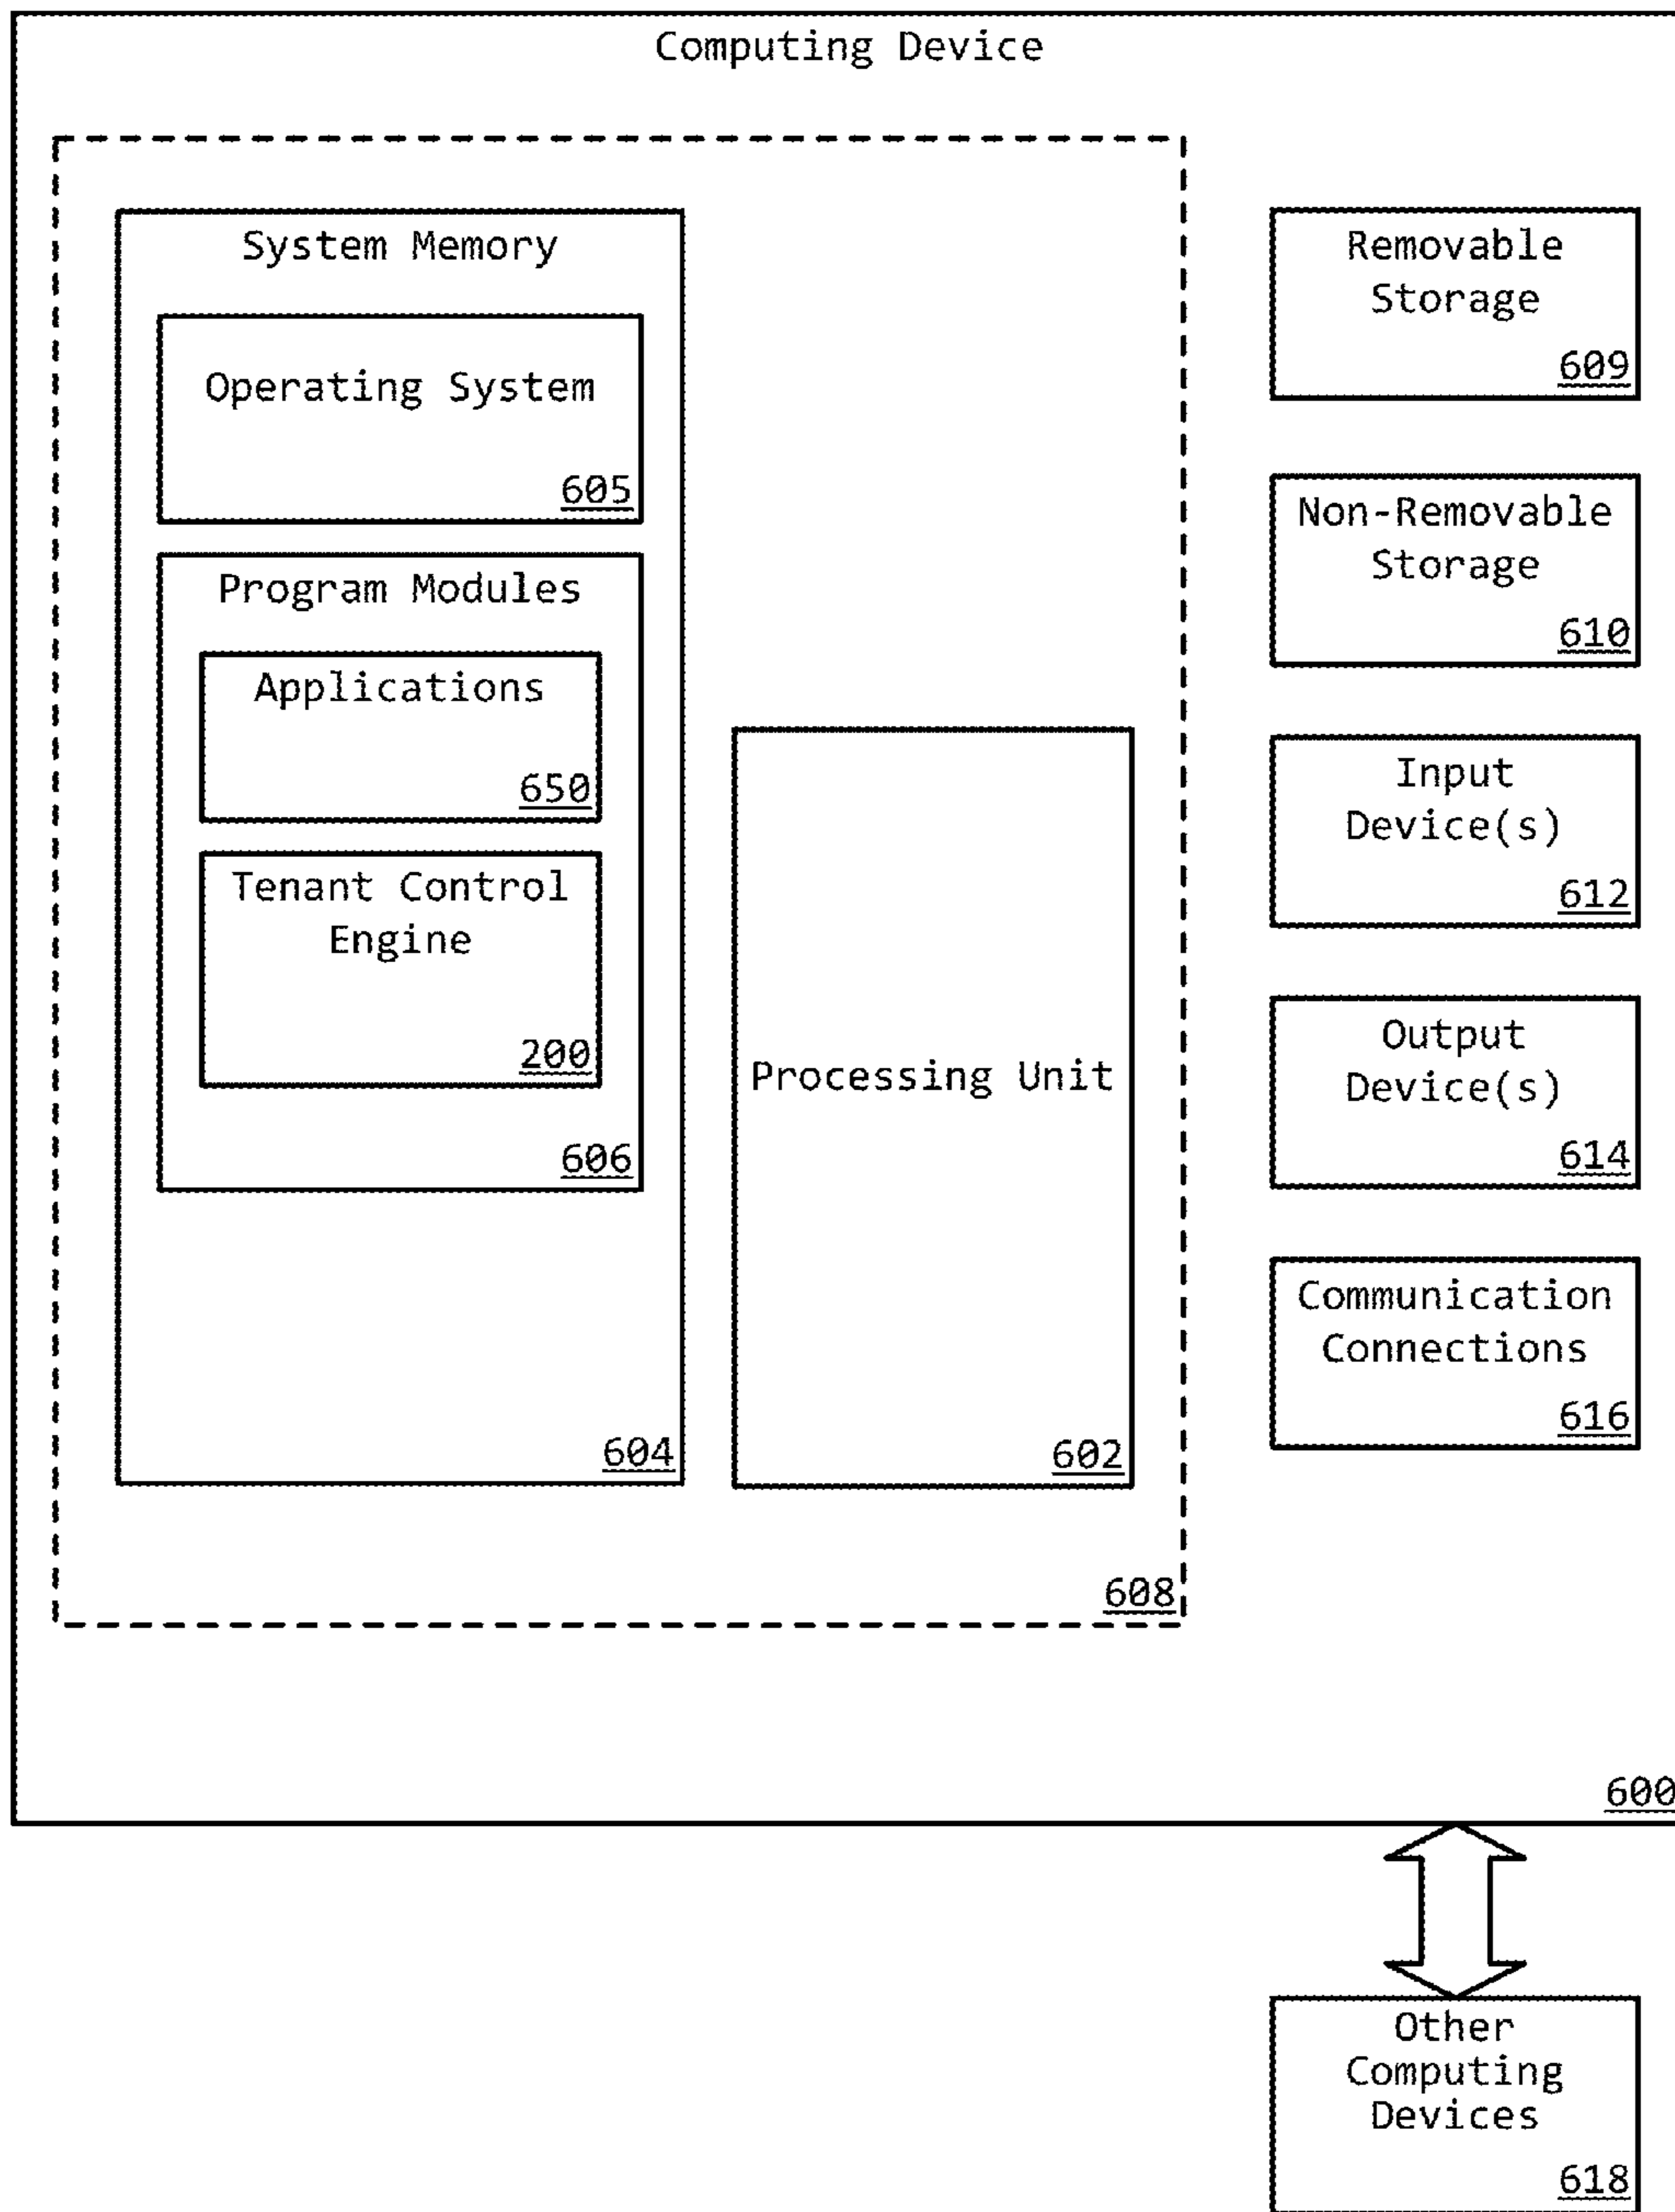 Computing Device
System Memory
Operating System
605
Program Modules
Applications
650
Tenant Control
Engine
200
606
604
Processing Unit
602
608
Removable
Storage
609
Non-Removable
Storage
610
Input
Device(s)
612
Output
Device(s)
614
Communication
Connections
616
600
Other
Computing
Devices
618